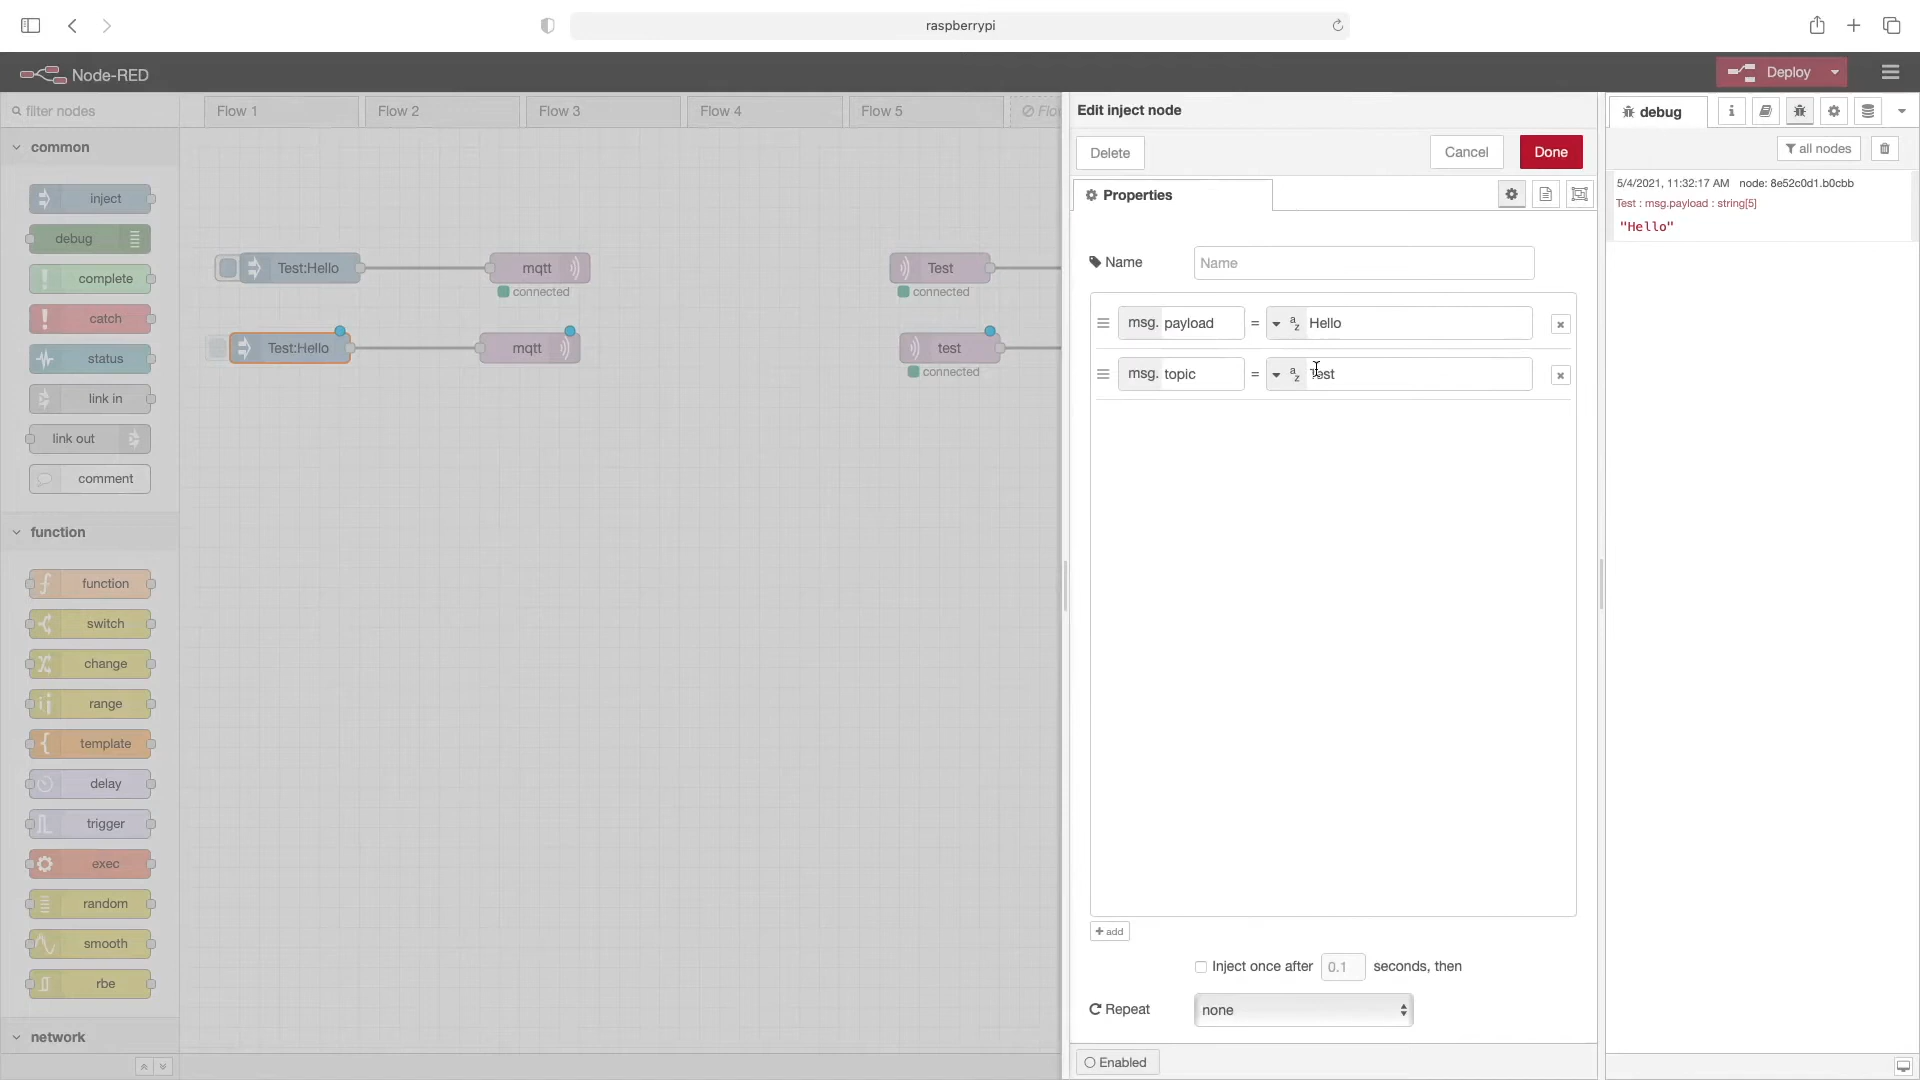 raspberrypi
Node-RED
Deploy
filter nodes
Flow 1
Flow 2
Flow 3
Flow 4
Flow 5
common
inject
debug
complete
catch
status
link in
link out
comment
function
function
switch
change
range
template
delay
trigger
exec
random
smooth
rbe
network
Test:Hello
mqtt
connected
Test
connected
Test:Hello
mqtt
test
connected
Edit inject node
Delete
Cancel
Done
Properties
Name
Name
msg. payload = a z Hello
msg. topic = a z
add
Inject once after 0.1 seconds, then
Repeat
none
Enabled
debug
i
all nodes
5/4/2021, 11:32:17 AM node: 8e52c0d1.b0cbb
Test : msg.payload : string[5]
"Hello"